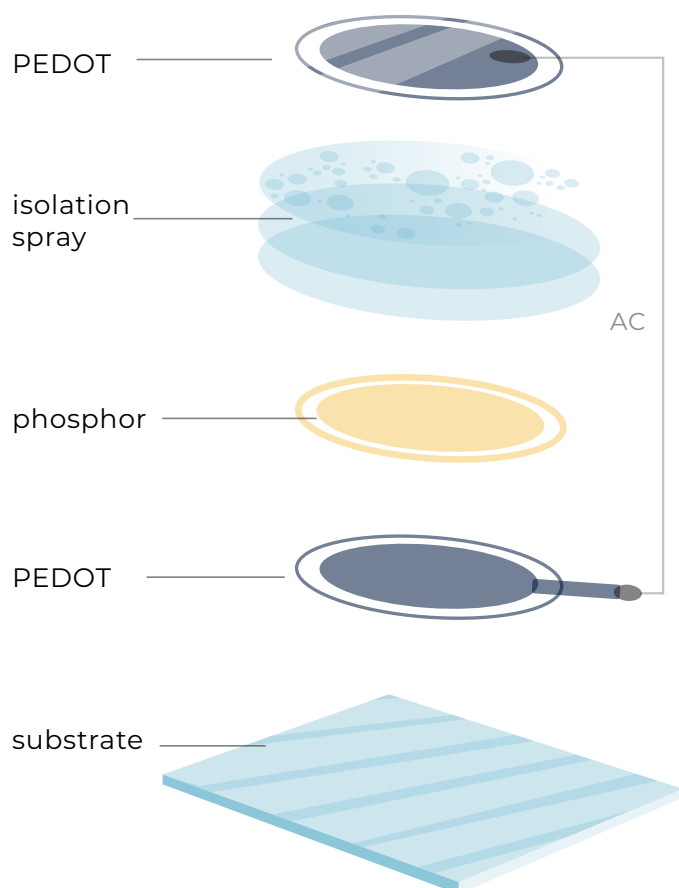 PEDOT
isolation
spray
AC
phosphor
PEDOT
substrate